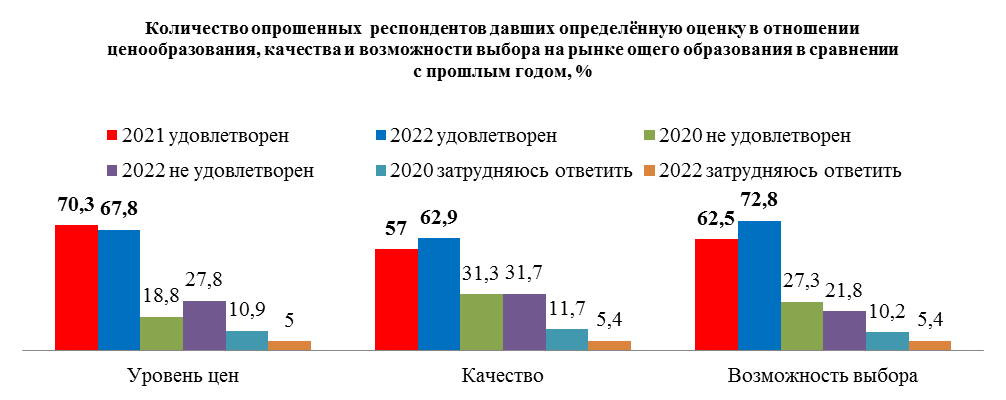 Количество опрошенных респондентов давших определённую оценку в отношении
ценообразования, качества и возможности выбора на рынке ощего образования в сравнении
с прошлым годом, %
2021 удовлетворен 2022 удовлетворен 2020 не удовлетворен
2022 не удовлетворен 2020 затрудняюсь ответить 2022 затрудняюсь ответить
70,3 67,8 18,8 27,8 10,9 5
57 62,9 31,3 31,7 11,7 5,4
62,5 72,8 27,3 21,8 10,2 5,4
Уровень цен Качество Возможность выбора